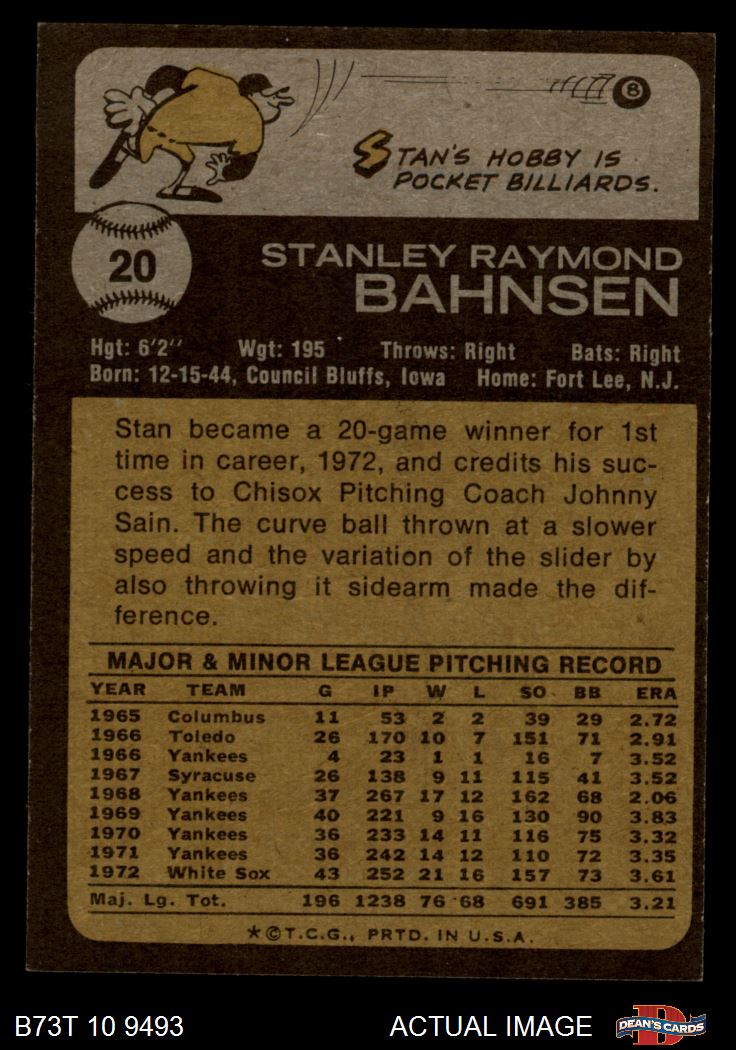 8
STAN'S HOBBY IS
POCKET BILLIARDS.
20
STANLEY RAYMOND
BAHNSEN
Hgt: 6'2" Wgt: 195 Throws: Right Bats: Right
Born: 12-15-44, Council Bluffs, Iowa Home: Fort Lee, N.J.
Stan became a 20-game winner for 1st
time in career, 1972, and credits his suc-
cess to Chisox Pitching Coach Johnny
Sain. The curve ball thrown at a slower
speed and the variation of the slider by
also throwing it sidearm made the dif-
ference.
MAJOR & MINOR LEAGUE PITCHING RECORD
YEAR TEAM G IP W L SO BB ERA
1965 Columbus 11 53 2 2 39 29 2.72
1966 Toledo 26 170 10 7 151 71 2.91
1966 Yankees 4 23 1 1 16 7 3.52
1967 Syracuse 26 138 9 11 115 41 3.52
1968 Yankees 37 267 17 12 162 68 2.06
1969 Yankees 40 221 9 16 130 90 3.83
1970 Yankees 36 233 14 11 116 75 3.32
1971 Yankees 36 242 14 12 110 72 3.35
1972 White Sox 43 252 21 16 157 73 3.61
Maj. Lg. Tot. 196 1238 76 68 691 385 3.21
*©T.C.G., PRTD. IN U.S.A.
B73T 10 9493 ACTUAL IMAGE DEAN'S CARDS